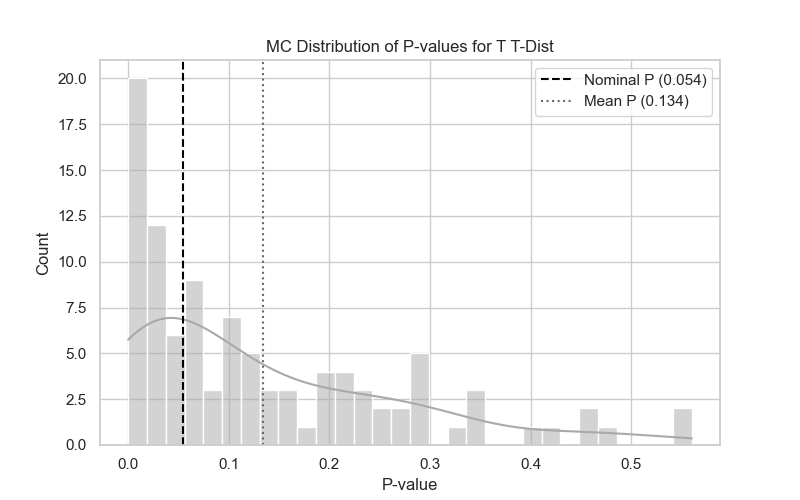 MC Distribution of P-values for T T-Dist
Nominal P (0.054)
Mean P (0.134)
20.0
17.5
15.0
12.5
10.0
7.5
5.0
2.5
0.0
Count
0.0 0.1 0.2 0.3 0.4 0.5
P-value